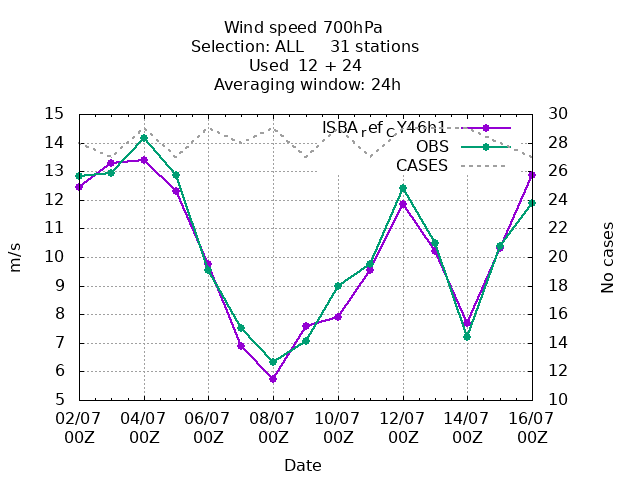 Wind speed 700hPa
Selection: ALL 31 stations
Used 12 + 24
Averaging window: 24h
15 30
ISBArefCY46h1
14 28
OBS
13 26
CASES
12 24
11 22
10 20
9 18
8 16
7 14
6 12
5 10
m/s
No cases
02/07 04/07 06/07 08/07 10/07 12/07 14/07 16/07
00Z 00Z 00Z 00Z 00Z 00Z 00Z 00Z
Date